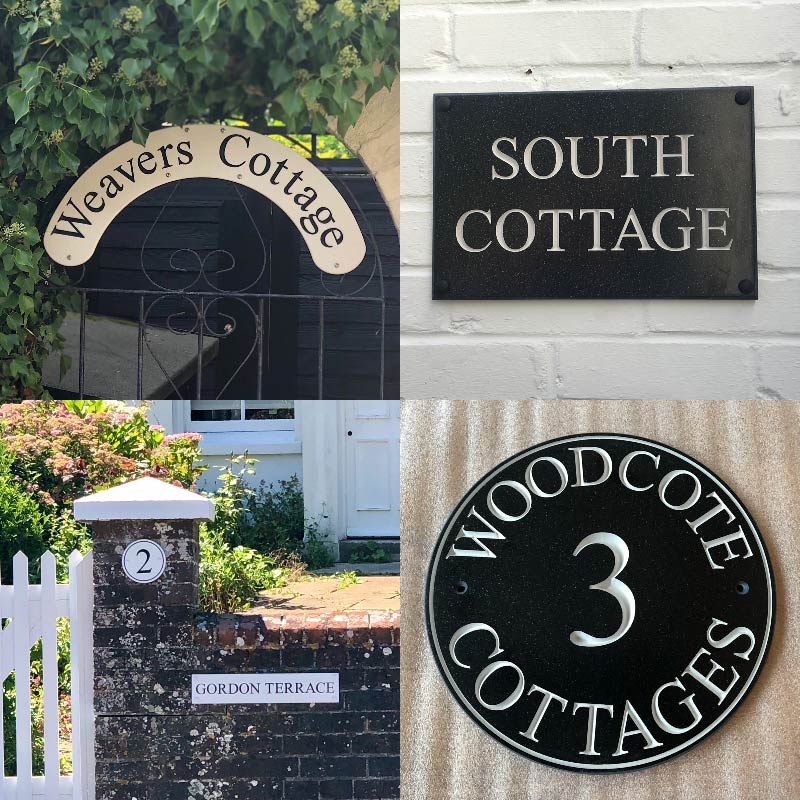 Weavers Cottage
SOUTH
COTTAGE
2
GORDON TERRACE
WOODCOTE
3
COTTAGES